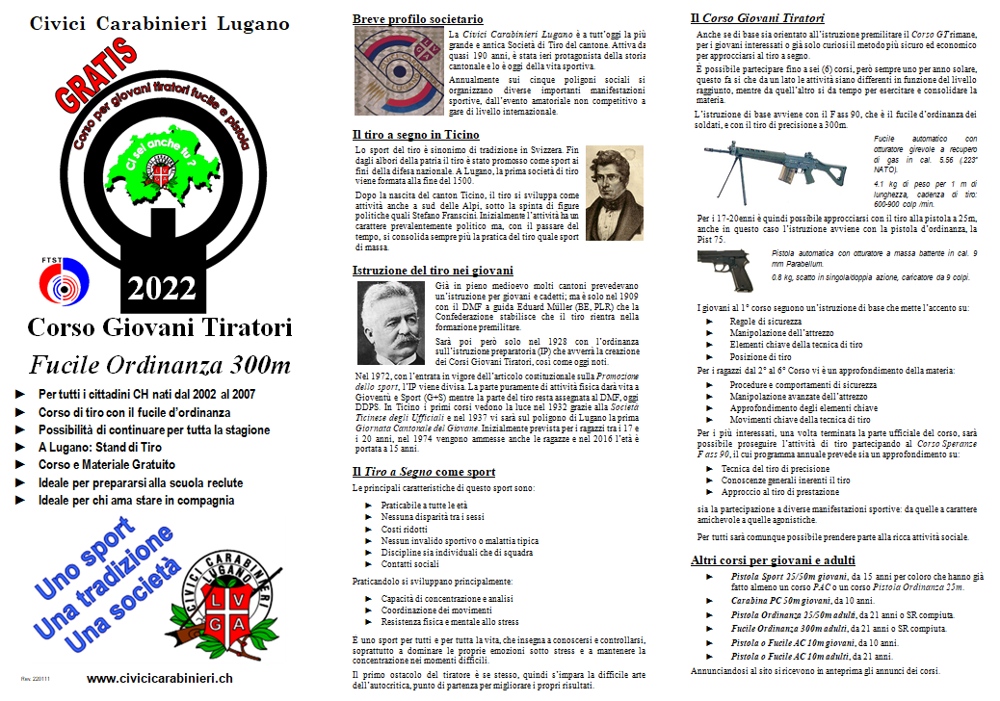 Civici Carabinieri Lugano
GRATIS
Corso per giovani tiratori fucile e pistola
Ci sei anche tu?
LVGA
FTST
2022
Corso Giovani Tiratori
Fucile Ordinanza 300m
► Per tutti i cittadini CH nati dal 2002 al 2007
► Corso di tiro con il fucile d'ordinanza
► Possibilità di continuare per tutta la stagione
► A Lugano: Stand di Tiro
► Corso e Materiale Gratuito
► Ideale per prepararsi alla scuola reclute
► Ideale per chi ama stare in compagnia
Uno sport
Una tradizione
Una società
CIVICI CARABINIERI
LUGANO
LVGA
Rev. 220111
www.civicicarabinieri.ch
Breve profilo societario
La Civici Carabinieri Lugano è a tutt'oggi la più
grande e antica Società di Tiro del cantone. Attiva da
quasi 190 anni, è stata ieri protagonista della storia
cantonale e lo è oggi della vita sportiva.
Annualmente sui cinque poligoni sociali si
organizzano diverse importanti manifestazioni
sportive, dall'evento amatoriale non competitivo a
gare di livello internazionale.
Il tiro a segno in Ticino
Lo sport del tiro è sinonimo di tradizione in Svizzera. Fin
dagli albori della patria il tiro è stato promosso come sport ai
fini della difesa nazionale. A Lugano, la prima società di tiro
viene formata alla fine del 1500.
Dopo la nascita del canton Ticino, il tiro si sviluppa come
attività anche a sud delle Alpi, sotto la spinta di figure
politiche quali Stefano Franscini. Inizialmente l'attività ha un
carattere prevalentemente politico ma, con il passare del
tempo, si consolida sempre più la pratica del tiro quale sport
di massa.
Istruzione del tiro nei giovani
Già in pieno medioevo molti cantoni prevedevano
un'istruzione per giovani e cadetti; ma è solo nel 1909
con il DMF a guida Eduard Müller (BE, PLR) che la
Confederazione stabilisce che il tiro rientra nella
formazione premilitare.
Sarà poi però solo nel 1928 con l'ordinanza
sull'istruzione preparatoria (IP) che avverrà la creazione
dei Corsi Giovani Tiratori, così come oggi noti.
Nel 1972, con l'entrata in vigore dell'articolo costituzionale sulla Promozione
dello sport, l'IP viene divisa. La parte puramente di attività fisica darà vita a
Gioventù e Sport (G+S) mentre la parte del tiro resta assegnata al DMF, oggi
DDPS. In Ticino i primi corsi vedono la luce nel 1932 grazie alla Società
Ticinese degli Ufficiali e nel 1937 vi sarà sul poligono di Lugano la prima
Giornata Cantonale del Giovane. Inizialmente prevista per i ragazzi tra i 17 e
i 20 anni, nel 1974 vengono ammesse anche le ragazze e nel 2016 l'età è
portata a 15 anni.
Il Tiro a Segno come sport
Le principali caratteristiche di questo sport sono:
► Praticabile a tutte le età
► Nessuna disparità tra i sessi
► Costi ridotti
► Nessun invalido sportivo o malattia tipica
► Discipline sia individuali che di squadra
► Contatti sociali
Praticandolo si sviluppano principalmente:
► Capacità di concentrazione e analisi
► Coordinazione dei movimenti
► Resistenza fisica e mentale allo stress
È uno sport per tutti e per tutta la vita, che insegna a conoscersi e controllarsi,
soprattutto a dominare le proprie emozioni sotto stress e a mantenere la
concentrazione nei momenti difficili.
Il primo ostacolo del tiratore è se stesso, quindi s'impara la difficile arte
dell'autocritica, punto di partenza per migliorare i propri risultati.
Il Corso Giovani Tiratori
Anche se di base sia orientato all'istruzione premilitare il Corso GT rimane,
per i giovani interessati o già solo curiosi il metodo più sicuro ed economico
per approcciarsi al tiro a segno.
È possibile partecipare fino a sei (6) corsi, però sempre uno per anno solare,
questo fa si che da un lato le attività siano differenti in funzione del livello
raggiunto, mentre da quell'altro si da tempo per esercitare e consolidare la
materia.
L'istruzione di base avviene con il F ass 90, che è il fucile d'ordinanza dei
soldati, e con il tiro di precisione a 300m.
Fucile automatico con
otturatore girevole a recupero
di gas in cal. 5.56 (.223"
NATO).
4.1 kg di peso per 1 m di
lunghezza, cadenza di tiro:
600-900 colp /min.
Per i 17-20enni è quindi possibile approcciarsi con il tiro alla pistola a 25m,
anche in questo caso l'istruzione avviene con la pistola d'ordinanza, la
Pist 75.
Pistola automatica con otturatore a massa battente in cal. 9
mm Parabellum.
0.8 kg, scatto in singola/doppia azione, caricatore da 9 colpi.
I giovani al 1° corso seguono un'istruzione di base che mette l'accento su:
► Regole di sicurezza
► Manipolazione dell'attrezzo
► Elementi chiave della tecnica di tiro
► Posizione di tiro
Per i ragazzi dal 2° al 6° Corso vi è un approfondimento della materia:
► Procedure e comportamenti di sicurezza
► Manipolazione avanzate dell'attrezzo
► Approfondimento degli elementi chiave
► Movimenti chiave della tecnica di tiro
Per i più interessati, una volta terminata la parte ufficiale del corso, sarà
possibile proseguire l'attività di tiro partecipando al Corso Speranse
F ass 90, il cui programma annuale prevede sia un approfondimento su:
► Tecnica del tiro di precisione
► Conoscenze generali inerenti il tiro
► Approccio al tiro di prestazione
sia la partecipazione a diverse manifestazioni sportive: da quelle a carattere
amichevole a quelle agonistiche.
Per tutti sarà comunque possibile prendere parte alla ricca attività sociale.
Altri corsi per giovani e adulti
► Pistola Sport 25/50m giovani, da 15 anni per coloro che hanno già
fatto almeno un corso PAC o un corso Pistola Ordinanza 25m.
► Carabina PC 50m giovani, da 10 anni.
► Pistola Ordinanza 25/50m adulti, da 21 o SR compiuta.
► Fucile Ordinanza 300m adulti, da 21 o SR compiuta.
► Pistola o Fucile AC 10m giovani, da 10 anni.
► Pistola o Fucile AC 10m adulti, da 21 anni.
Annunciandosi al sito si ricevono in anteprima gli annunci dei corsi.